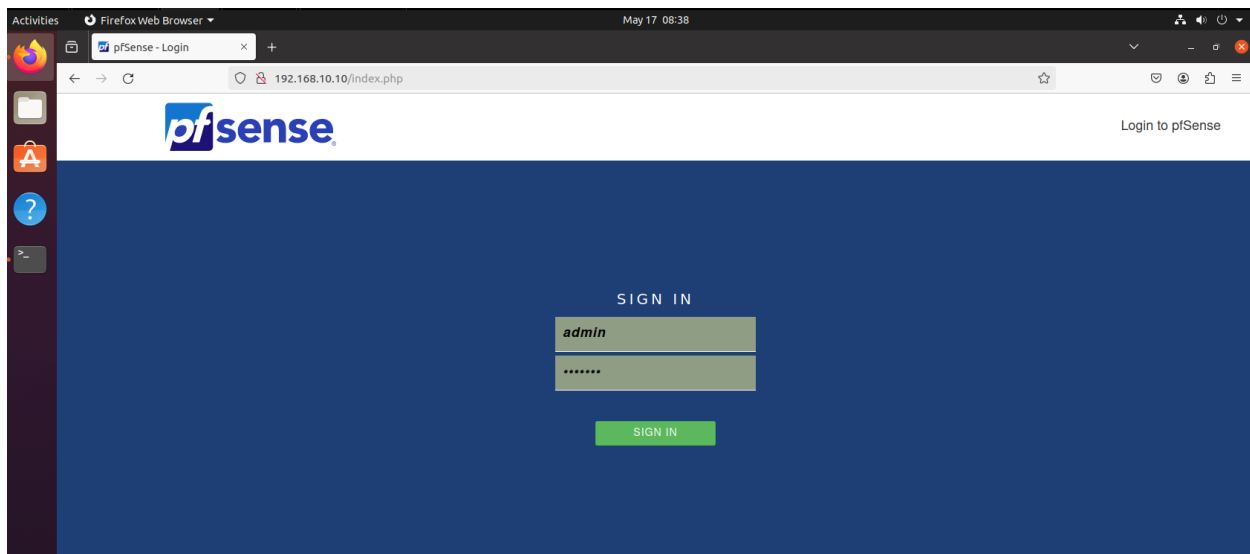 Activities Firefox Web Browser May 17 08:38
pfSense - Login
192.168.10.10/index.php
pfsense Login to pfSense
SIGN IN
admin
•••••••
SIGN IN